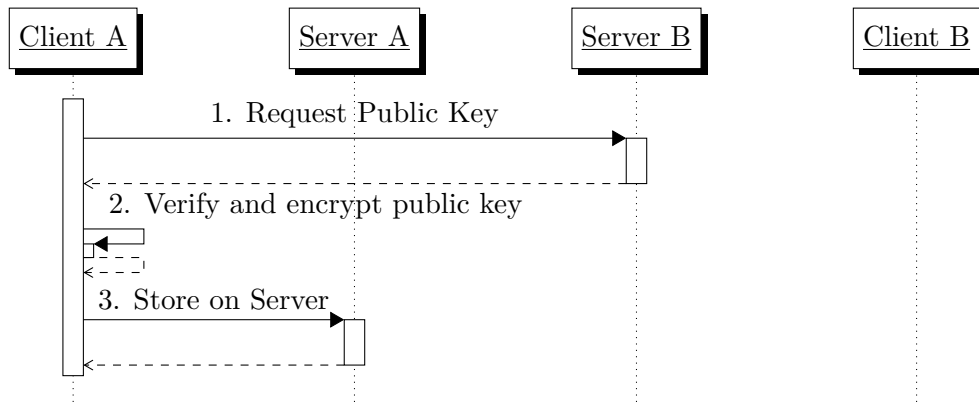 Client A
Server A
Server B
Client B
1. Request Public Key
2. Verify and encrypt public key
3. Store on Server